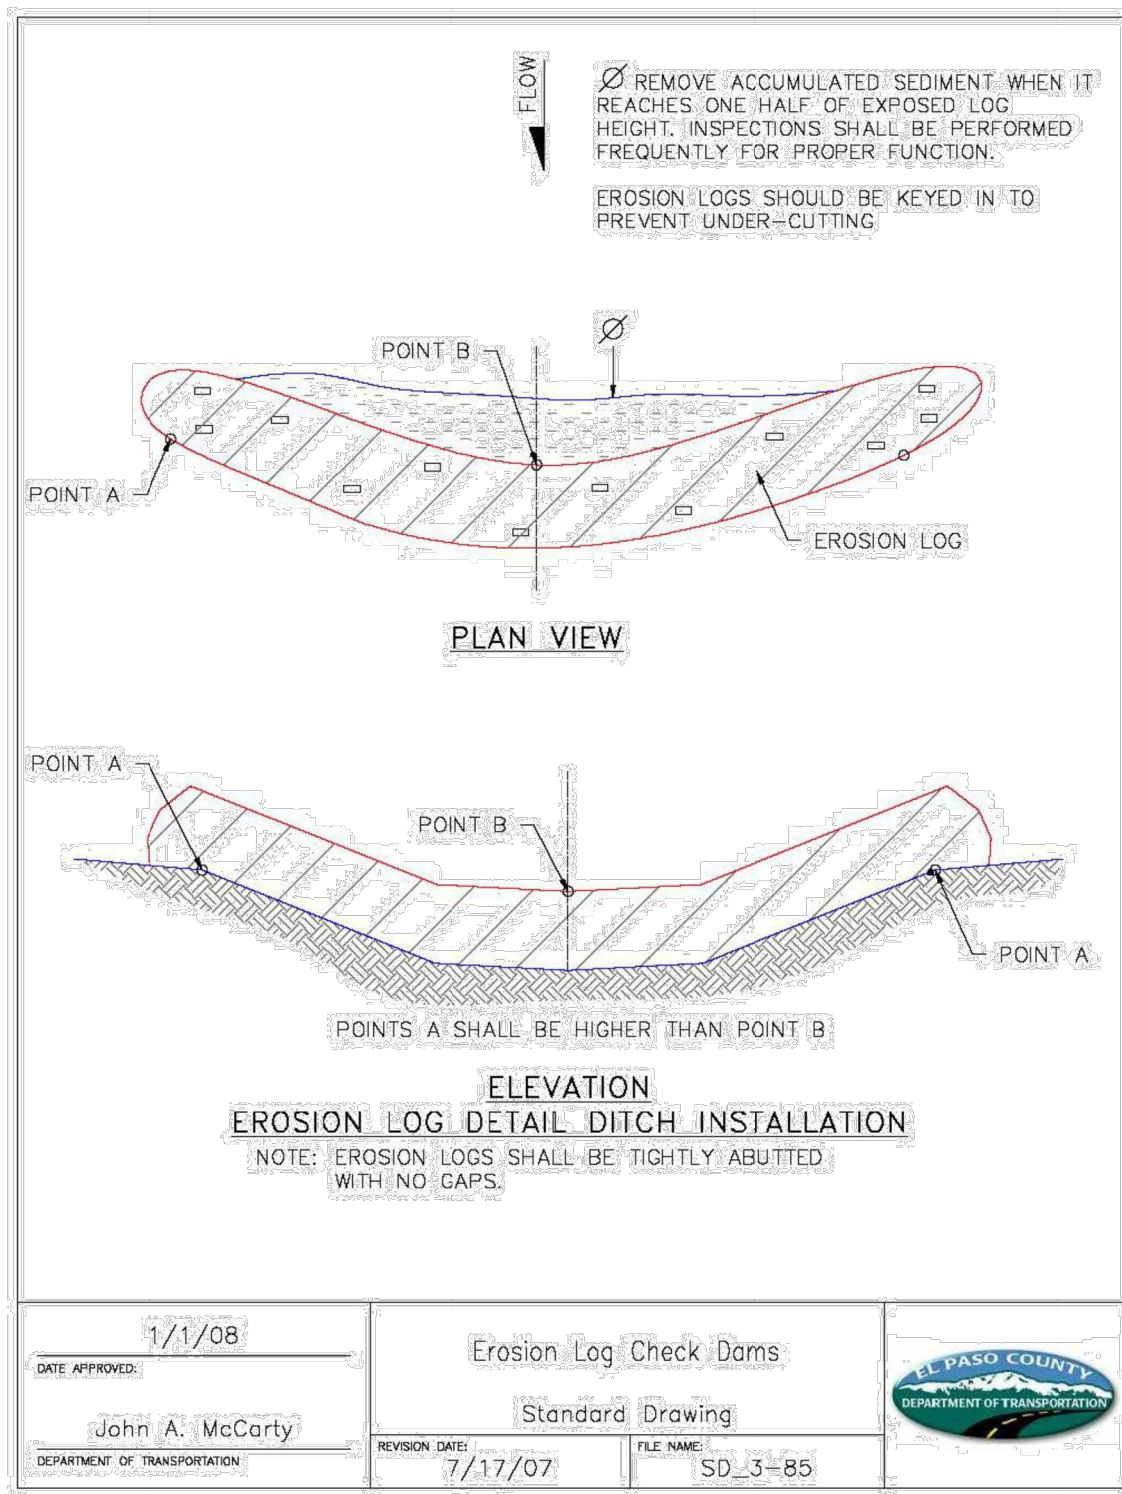 FLOW
Ø REMOVE ACCUMULATED SEDIMENT WHEN IT
REACHES ONE HALF OF EXPOSED LOG
HEIGHT. INSPECTIONS SHALL BE PERFORMED
FREQUENTLY FOR PROPER FUNCTION.
EROSION LOGS SHOULD BE KEYED IN TO
PREVENT UNDER-CUTTING
Ø
POINT B
POINT A
EROSION LOG
PLAN VIEW
POINT A
POINT B
POINT A
POINTS A SHALL BE HIGHER THAN POINT B
ELEVATION
EROSION LOG DETAIL DITCH INSTALLATION
NOTE: EROSION LOGS SHALL BE TIGHTLY ABUTTED
WITH NO GAPS.
1/1/08
DATE APPROVED:
John A. McCarty
DEPARTMENT OF TRANSPORTATION
Erosion Log Check Dams
Standard Drawing
REVISION DATE:
7/17/07
FILE NAME:
SD_3-85
EL PASO COUNTY
DEPARTMENT OF TRANSPORTATION